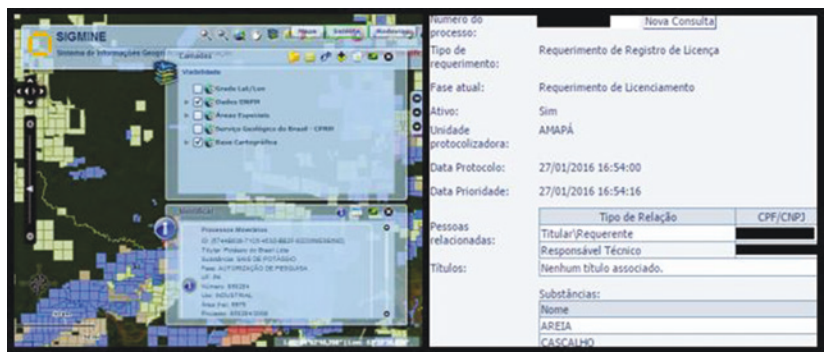 SIGMINE
Mapa
Satélite
Rodovias
Camadas
Visibilidade
Grade Lat/Lon
Dados DNPM
Áreas Especiais
Serviço Geológico do Brasil - CPRM
Base Cartográfica
Identificar
Processos Minerários
Titular: Potássio do Brasil Ltda
Substância: SAIS DE POTÁSSIO
Fase: AUTORIZAÇÃO DE PESQUISA
Uso: INDUSTRIAL
Número do
processo:
Nova Consulta
Tipo de
requerimento:
Requerimento de Registro de Licença
Fase atual:
Requerimento de Licenciamento
Ativo:
Sim
Unidade
protocolizadora:
AMAPÁ
Data Protocolo:
27/01/2016 16:54:00
Data Prioridade:
27/01/2016 16:54:16
Pessoas
relacionadas:
Tipo de Relação
CPF/CNPJ
Titular\Requerente
Responsável Técnico
Títulos:
Nenhum título associado.
Substâncias:
Nome
AREIA
CASCALHO